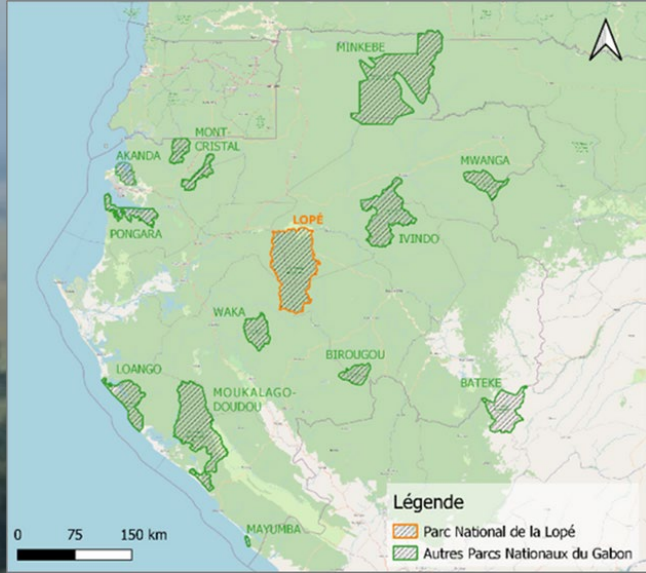 MINKEBE
MONT-
CRISTAL
AKANDA
MWANGA
PONGARA
LOPÉ
IVINDO
WAKA
BIROUGOU
LOANGO
MOUKALAGO-
DOUDOU
BATEKE
MAYUMBA
0 75 150 km
Légende
Parc National de la Lopé
Autres Parcs Nationaux du Gabon